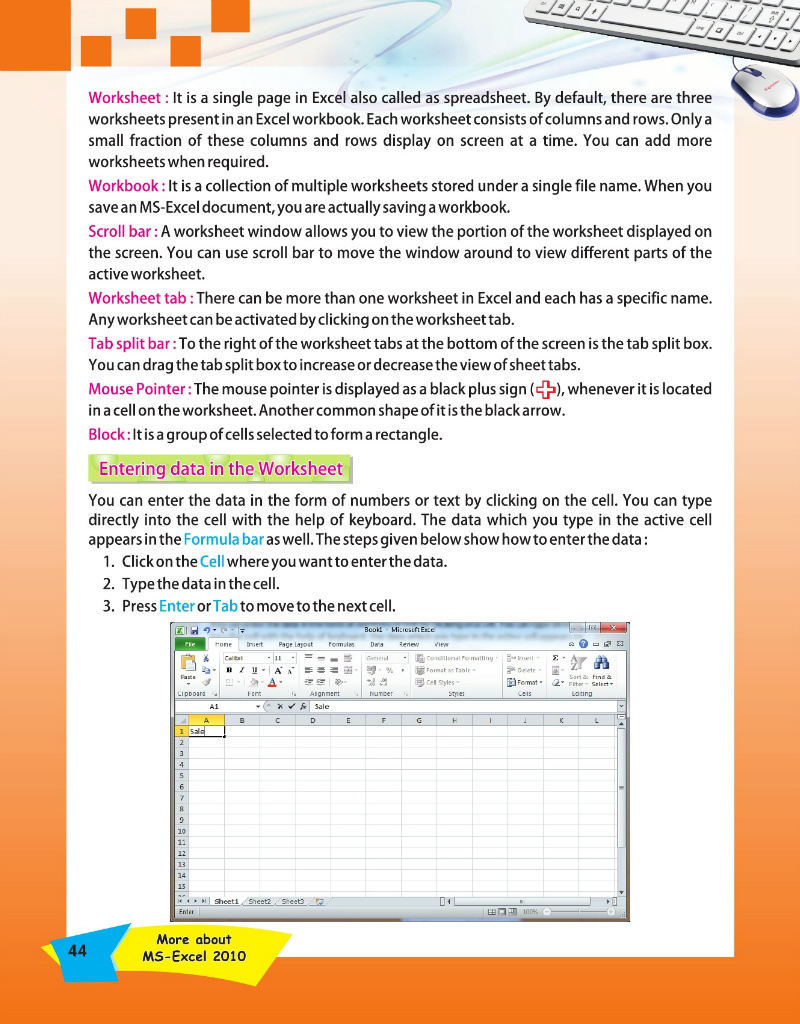 Worksheet : It is a single page in Excel also called as spreadsheet. By default, there are three
worksheets present in an Excel workbook. Each worksheet consists of columns and rows. Only a
small fraction of these columns and rows display on screen at a time. You can add more
worksheets when required.
Workbook : It is a collection of multiple worksheets stored under a single file name. When you
save an MS-Excel document, you are actually saving a workbook.
Scroll bar : A worksheet window allows you to view the portion of the worksheet displayed on
the screen. You can use scroll bar to move the window around to view different parts of the
active worksheet.
Worksheet tab : There can be more than one worksheet in Excel and each has a specific name.
Any worksheet can be activated by clicking on the worksheet tab.
Tab split bar : To the right of the worksheet tabs at the bottom of the screen is the tab split box.
You can drag the tab split box to increase or decrease the view of sheet tabs.
Mouse Pointer : The mouse pointer is displayed as a black plus sign ( ), whenever it is located
in a cell on the worksheet. Another common shape of it is the black arrow.
Block : It is a group of cells selected to form a rectangle.
Entering data in the Worksheet
You can enter the data in the form of numbers or text by clicking on the cell. You can type
directly into the cell with the help of keyboard. The data which you type in the active cell
appears in the Formula bar as well. The steps given below show how to enter the data :
1. Click on the Cell where you want to enter the data.
2. Type the data in the cell.
3. Press Enter or Tab to move to the next cell.
Book1 - Microsoft Excel
File Home Insert Page Layout Formulas Data Review View
Calibri 11 General Conditional Formatting Insert Σ
Paste B I U A A Format as Table Delete Sort & Find &
Cell Styles Format Filter Select
Clipboard Font Alignment Number Styles Cells Editing
A1 fx Sale
A B C D E F G H I J K L
1 Sale
2
3
4
5
6
7
8
9
10
11
12
13
14
15
Sheet1 Sheet2 Sheet3
Enter 100%
44
More about
MS-Excel 2010